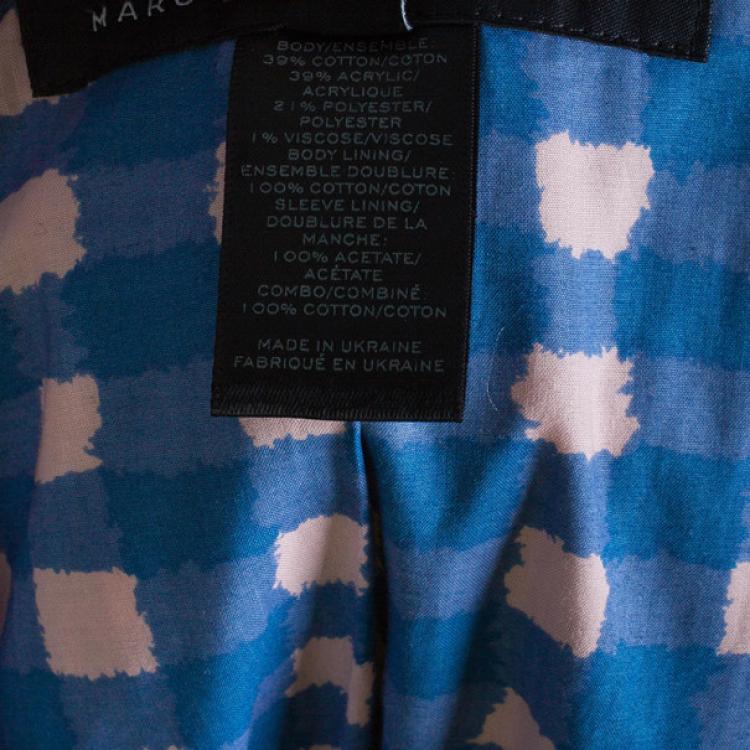 MARC
BODY/ENSEMBLE:
39% COTTON/COTON
39% ACRYLIC/
ACRYLIQUE
21% POLYESTER/
POLYESTER
1% VISCOSE/VISCOSE
BODY LINING/
ENSEMBLE DOUBLURE:
100% COTTON/COTON
SLEEVE LINING/
DOUBLURE DE LA
MANCHE:
100% ACETATE/
ACÉTATE
COMBO/COMBINÉ:
100% COTTON/COTON
MADE IN UKRAINE
FABRIQUÉ EN UKRAINE